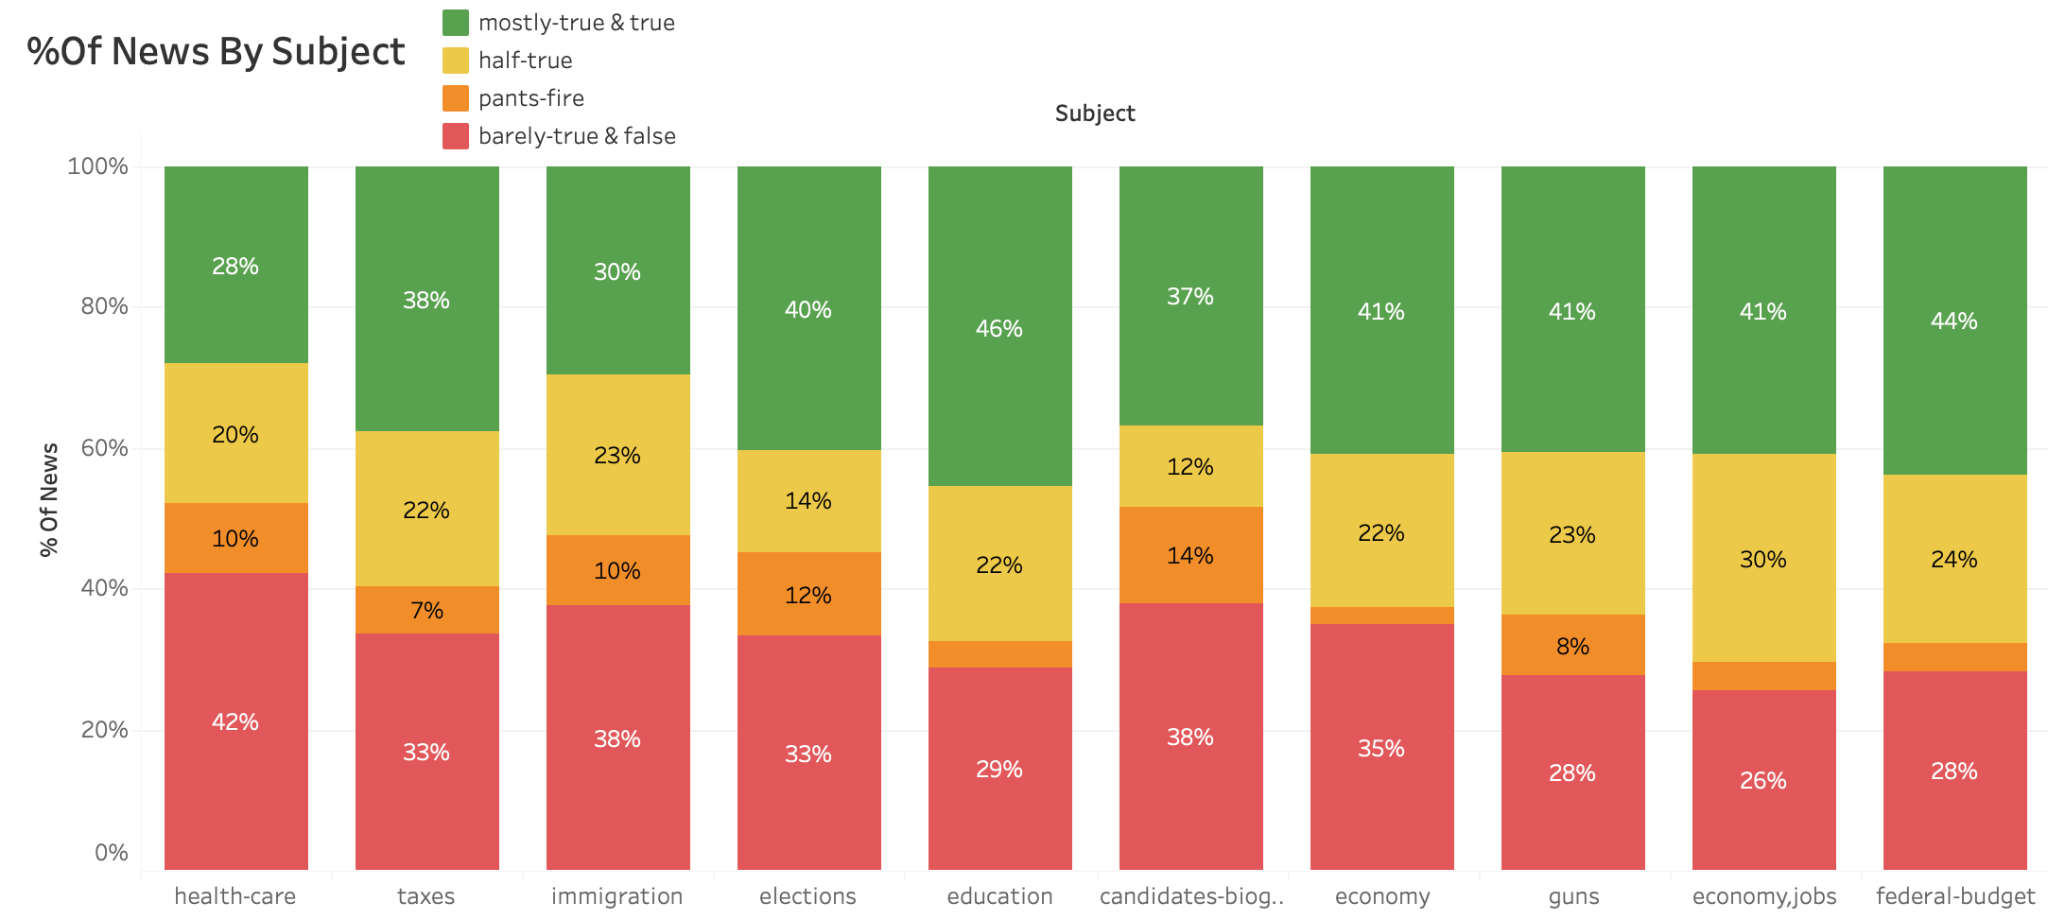 %Of News By Subject
mostly-true & true
half-true
pants-fire
barely-true & false
Subject
% Of News
100%
80%
60%
40%
20%
0%
28% 38% 30% 40% 46% 37% 41% 41% 41% 44%
20% 22% 23% 14% 22% 12% 22% 23% 30% 24%
10% 7% 10% 12% 14% 8%
42% 33% 38% 33% 29% 38% 35% 28% 26% 28%
health-care taxes immigration elections education candidates-biog.. economy guns economy,jobs federal-budget